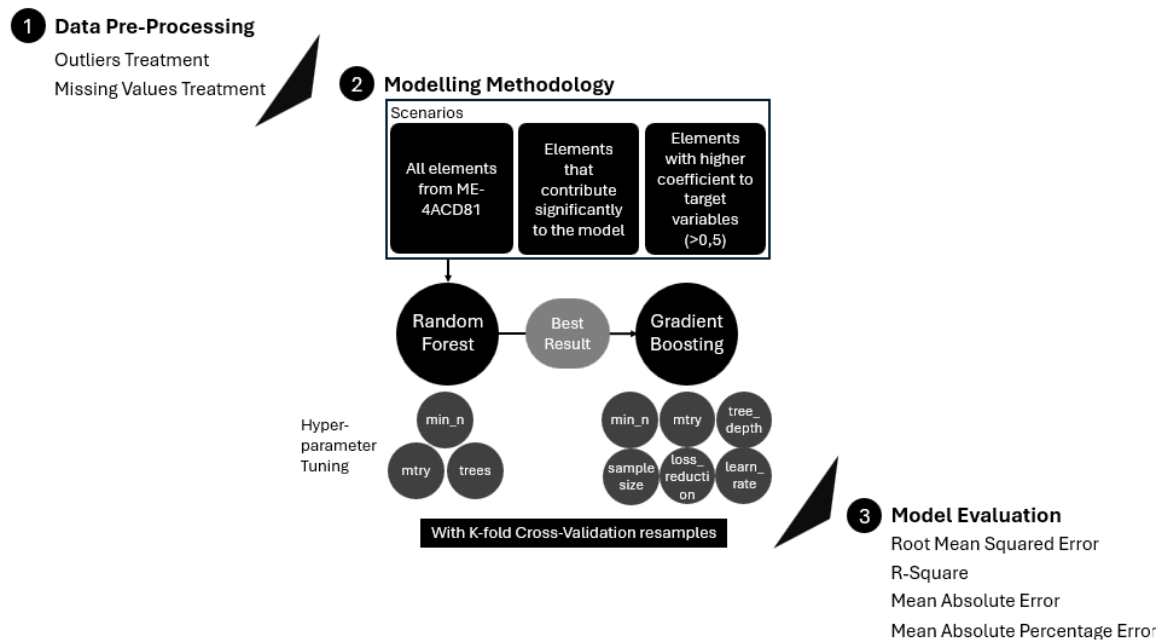 1 Data Pre-Processing
Outliers Treatment
Missing Values Treatment
2 Modelling Methodology
Scenarios
All elements
from ME-
4ACD81
Elements
that
contribute
significantly
to the model
Elements
with higher
coefficient to
target
variables
(>0,5)
Random
Forest
Best
Result
Gradient
Boosting
Hyper-
parameter
Tuning
min_n
mtry
trees
min_n
mtry
tree_
depth
sample
size
loss_
reducti
on
learn_
rate
With K-fold Cross-Validation resamples
3 Model Evaluation
Root Mean Squared Error
R-Square
Mean Absolute Error
Mean Absolute Percentage Error